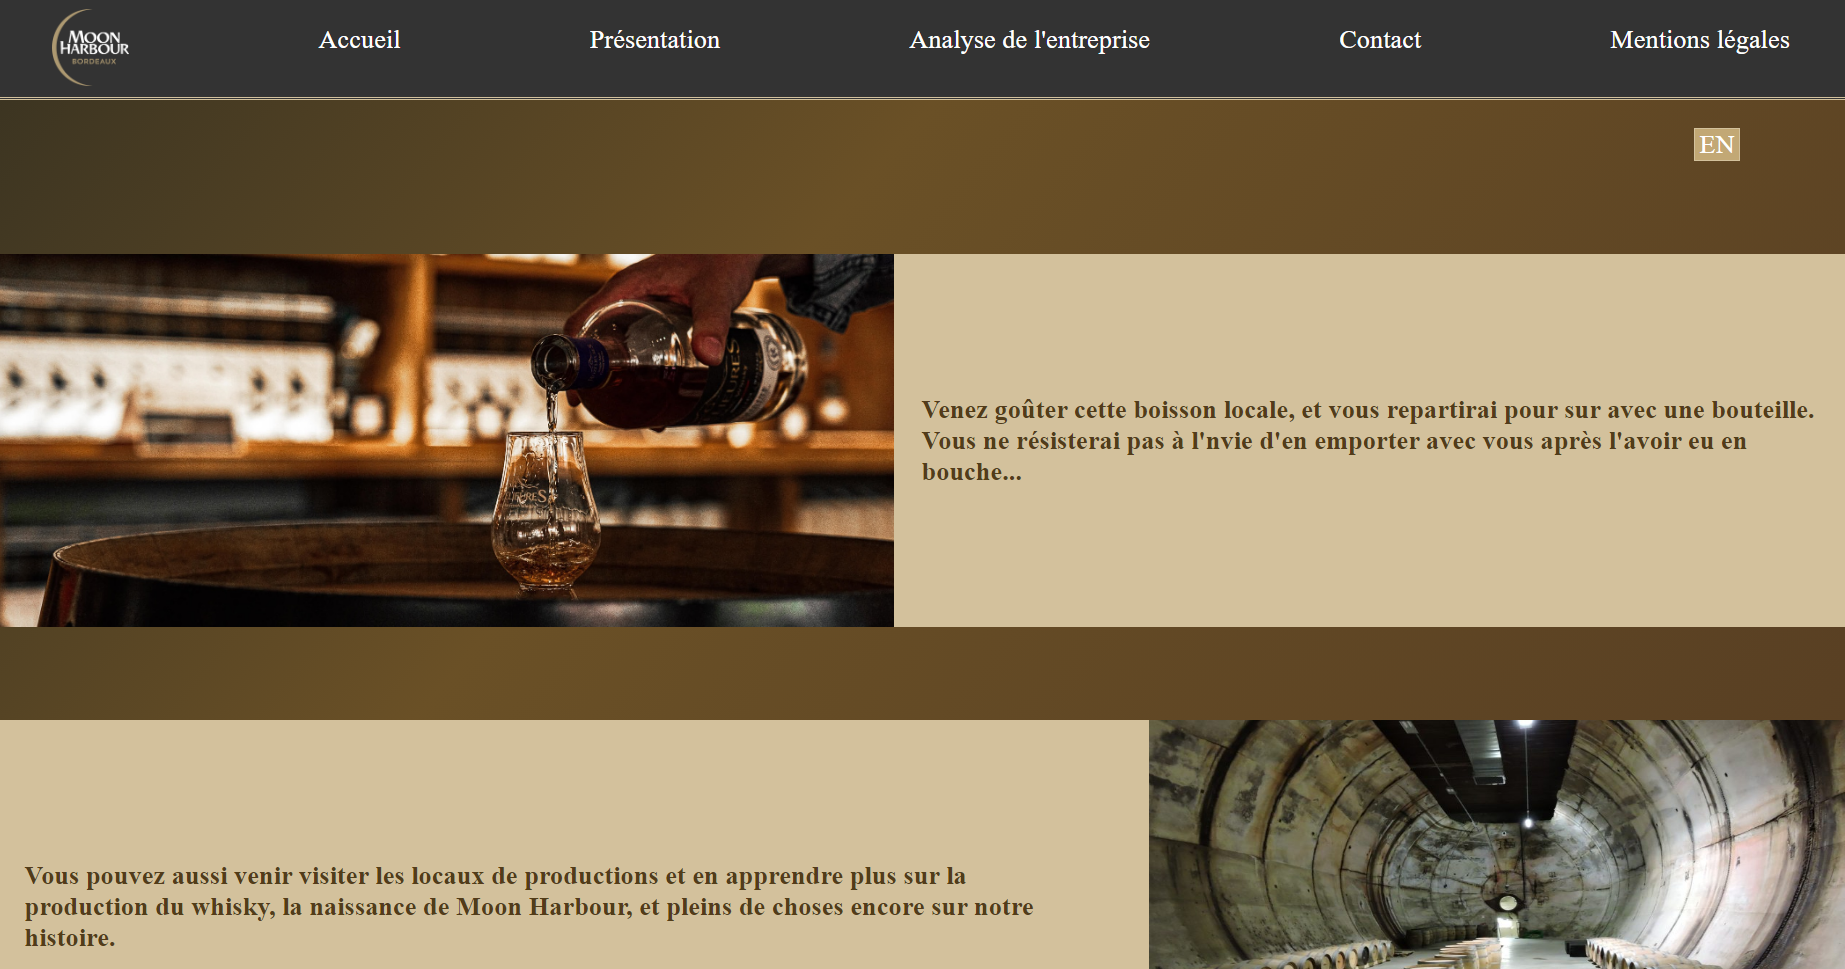 MOON
HARBOUR
BORDEAUX
Accueil
Présentation
Analyse de l'entreprise
Contact
Mentions légales
EN
Venez goûter cette boisson locale, et vous repartirai pour sur avec une bouteille.
Vous ne résisterai pas à l'nvie d'en emporter avec vous après l'avoir eu en
bouche...
Vous pouvez aussi venir visiter les locaux de productions et en apprendre plus sur la
production du whisky, la naissance de Moon Harbour, et pleins de choses encore sur notre
histoire.